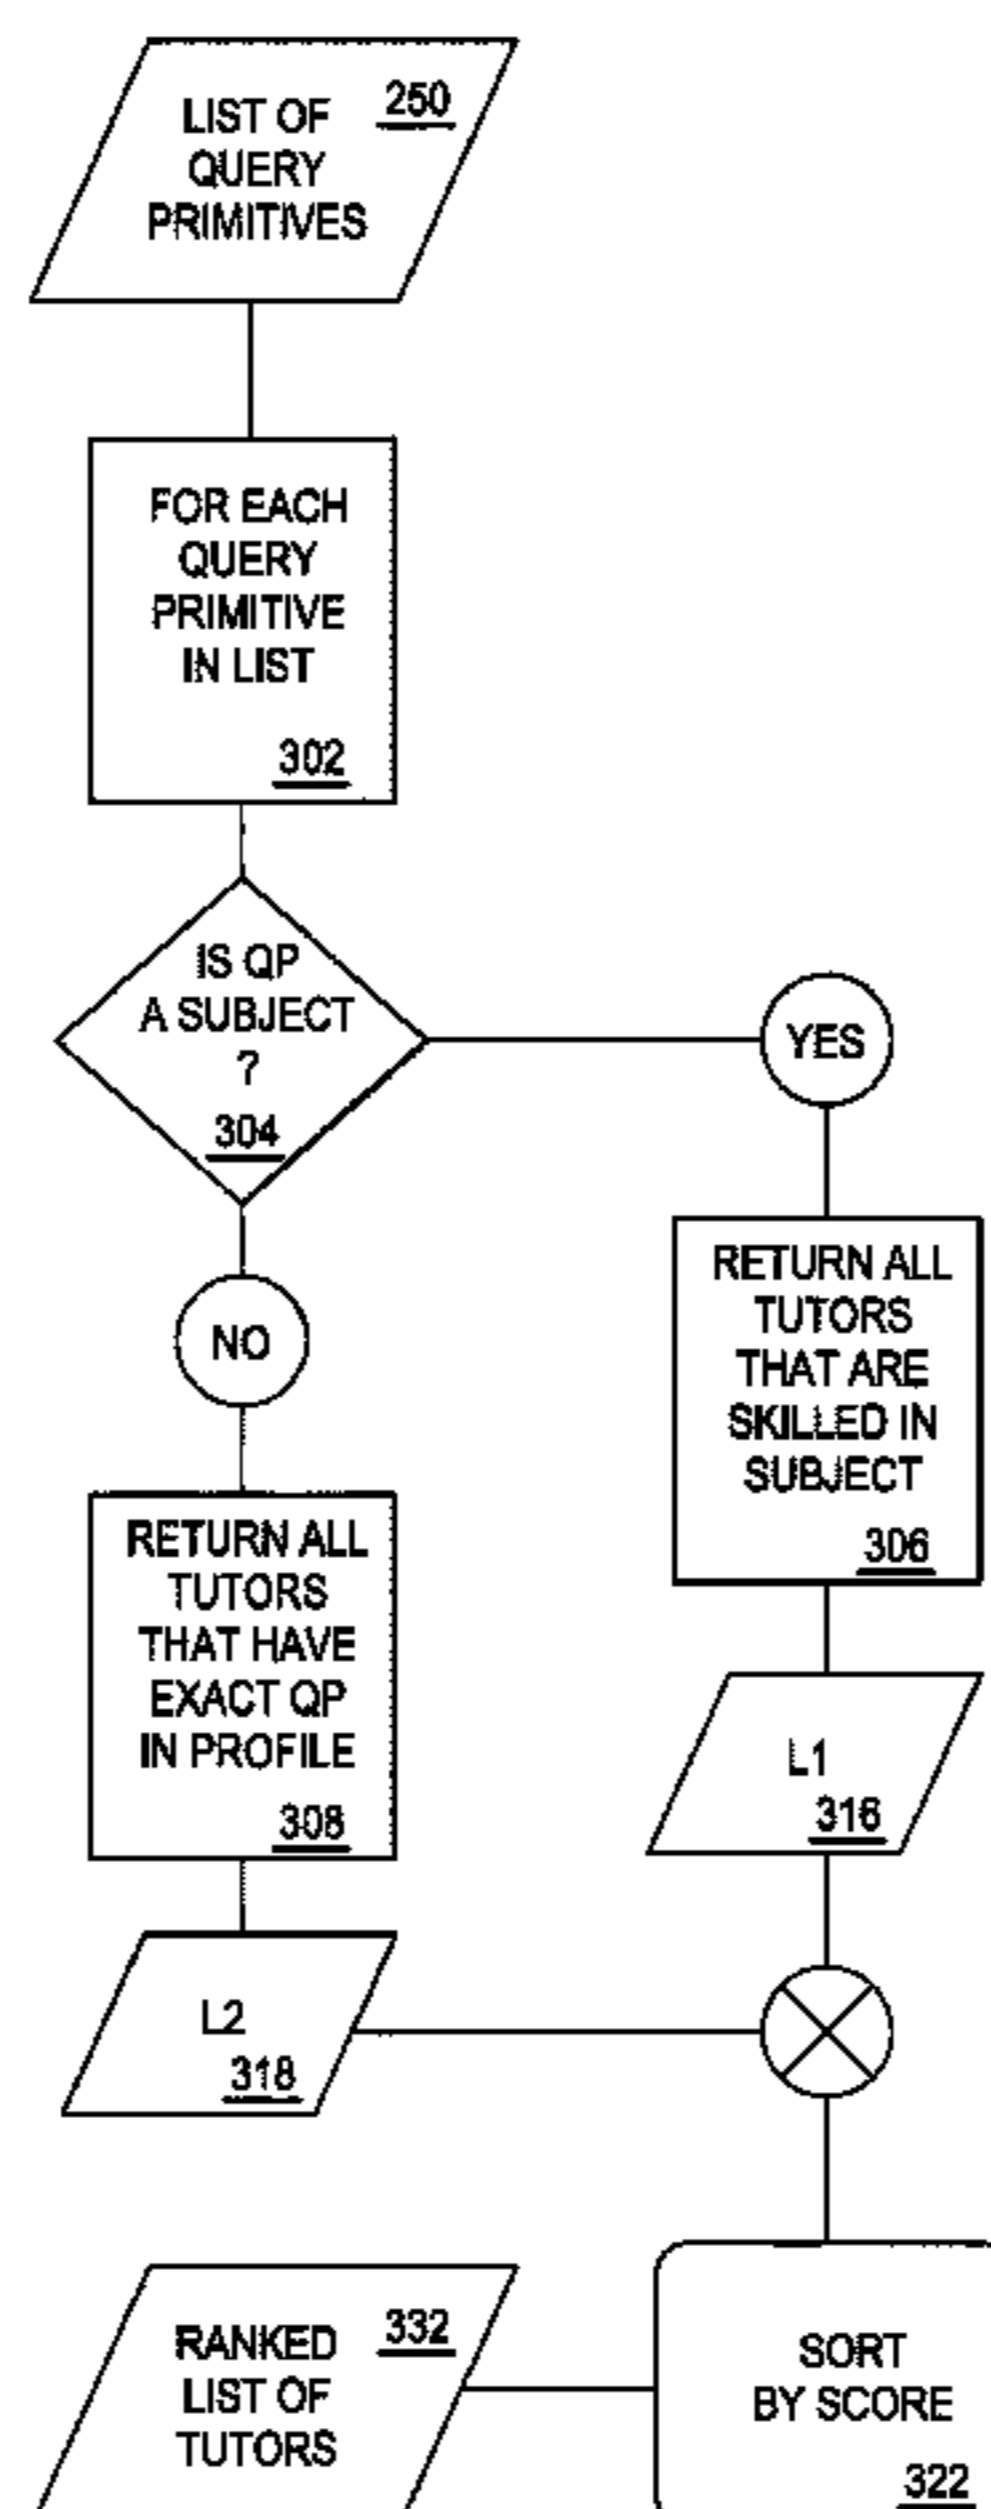 LIST OF
QUERY
PRIMITIVES
250
FOR EACH
QUERY
PRIMITIVE
IN LIST
302
IS QP
A SUBJECT
?
304
YES
NO
RETURN ALL
TUTORS
THAT ARE
SKILLED IN
SUBJECT
306
RETURN ALL
TUTORS
THAT HAVE
EXACT QP
IN PROFILE
308
L1
316
L2
318
RANKED
LIST OF
TUTORS
332
SORT
BY SCORE
322